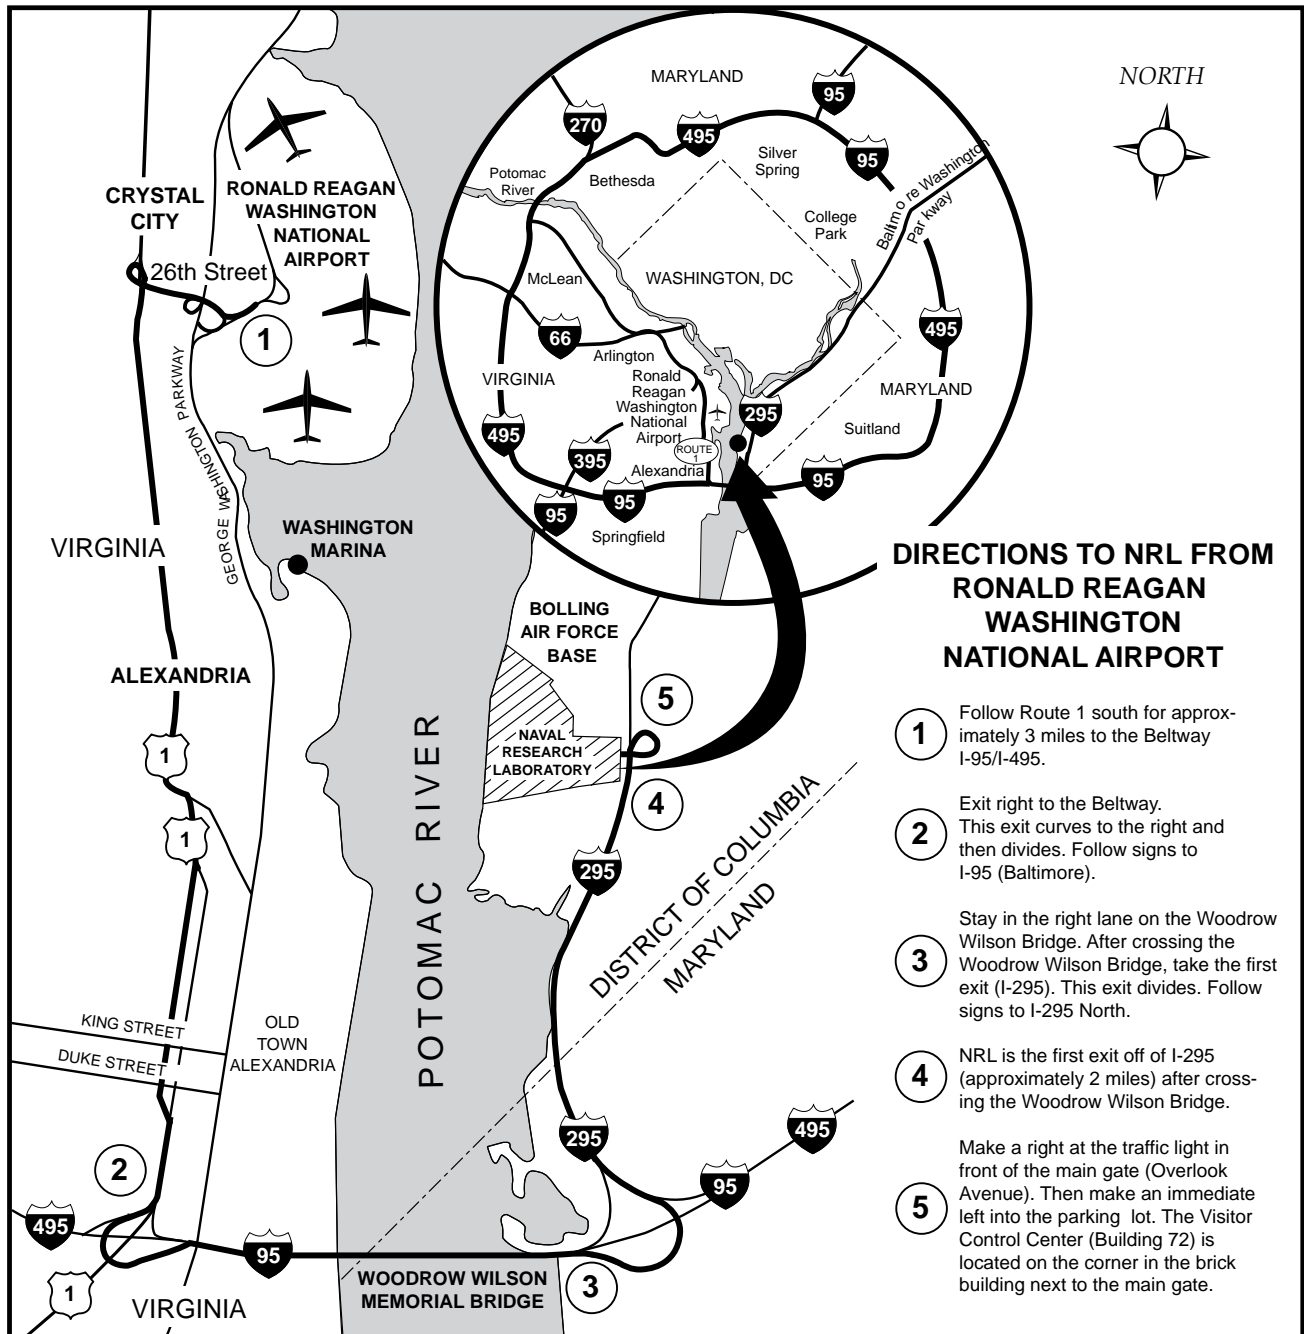 NORTH
MARYLAND
95
270
495
95
Silver
Spring
Potomac
River
Bethesda
Baltimore Washington
Parkway
College
Park
CRYSTAL
CITY
RONALD REAGAN
WASHINGTON
NATIONAL
AIRPORT
26th Street
1
McLean
WASHINGTON, DC
66
495
Arlington
VIRGINIA
Ronald
Reagan
Washington
National
Airport
MARYLAND
295
Suitland
495
395
ROUTE
1
Alexandria
95
95
95
Springfield
GEORGE WASHINGTON PARKWAY
WASHINGTON
MARINA
VIRGINIA
BOLLING
AIR FORCE
BASE
ALEXANDRIA
5
NAVAL
RESEARCH
LABORATORY
4
1
1
POTOMAC RIVER
295
DISTRICT OF COLUMBIA
MARYLAND
KING STREET
DUKE STREET
OLD
TOWN
ALEXANDRIA
2
295
495
95
495
95
1
VIRGINIA
WOODROW WILSON
MEMORIAL BRIDGE
3
DIRECTIONS TO NRL FROM
RONALD REAGAN
WASHINGTON
NATIONAL AIRPORT
1
Follow Route 1 south for approx-
imately 3 miles to the Beltway
I-95/I-495.
2
Exit right to the Beltway.
This exit curves to the right and
then divides. Follow signs to
I-95 (Baltimore).
3
Stay in the right lane on the Woodrow
Wilson Bridge. After crossing the
Woodrow Wilson Bridge, take the first
exit (I-295). This exit divides. Follow
signs to I-295 North.
4
NRL is the first exit off of I-295
(approximately 2 miles) after cross-
ing the Woodrow Wilson Bridge.
5
Make a right at the traffic light in
front of the main gate (Overlook
Avenue). Then make an immediate
left into the parking lot. The Visitor
Control Center (Building 72) is
located on the corner in the brick
building next to the main gate.